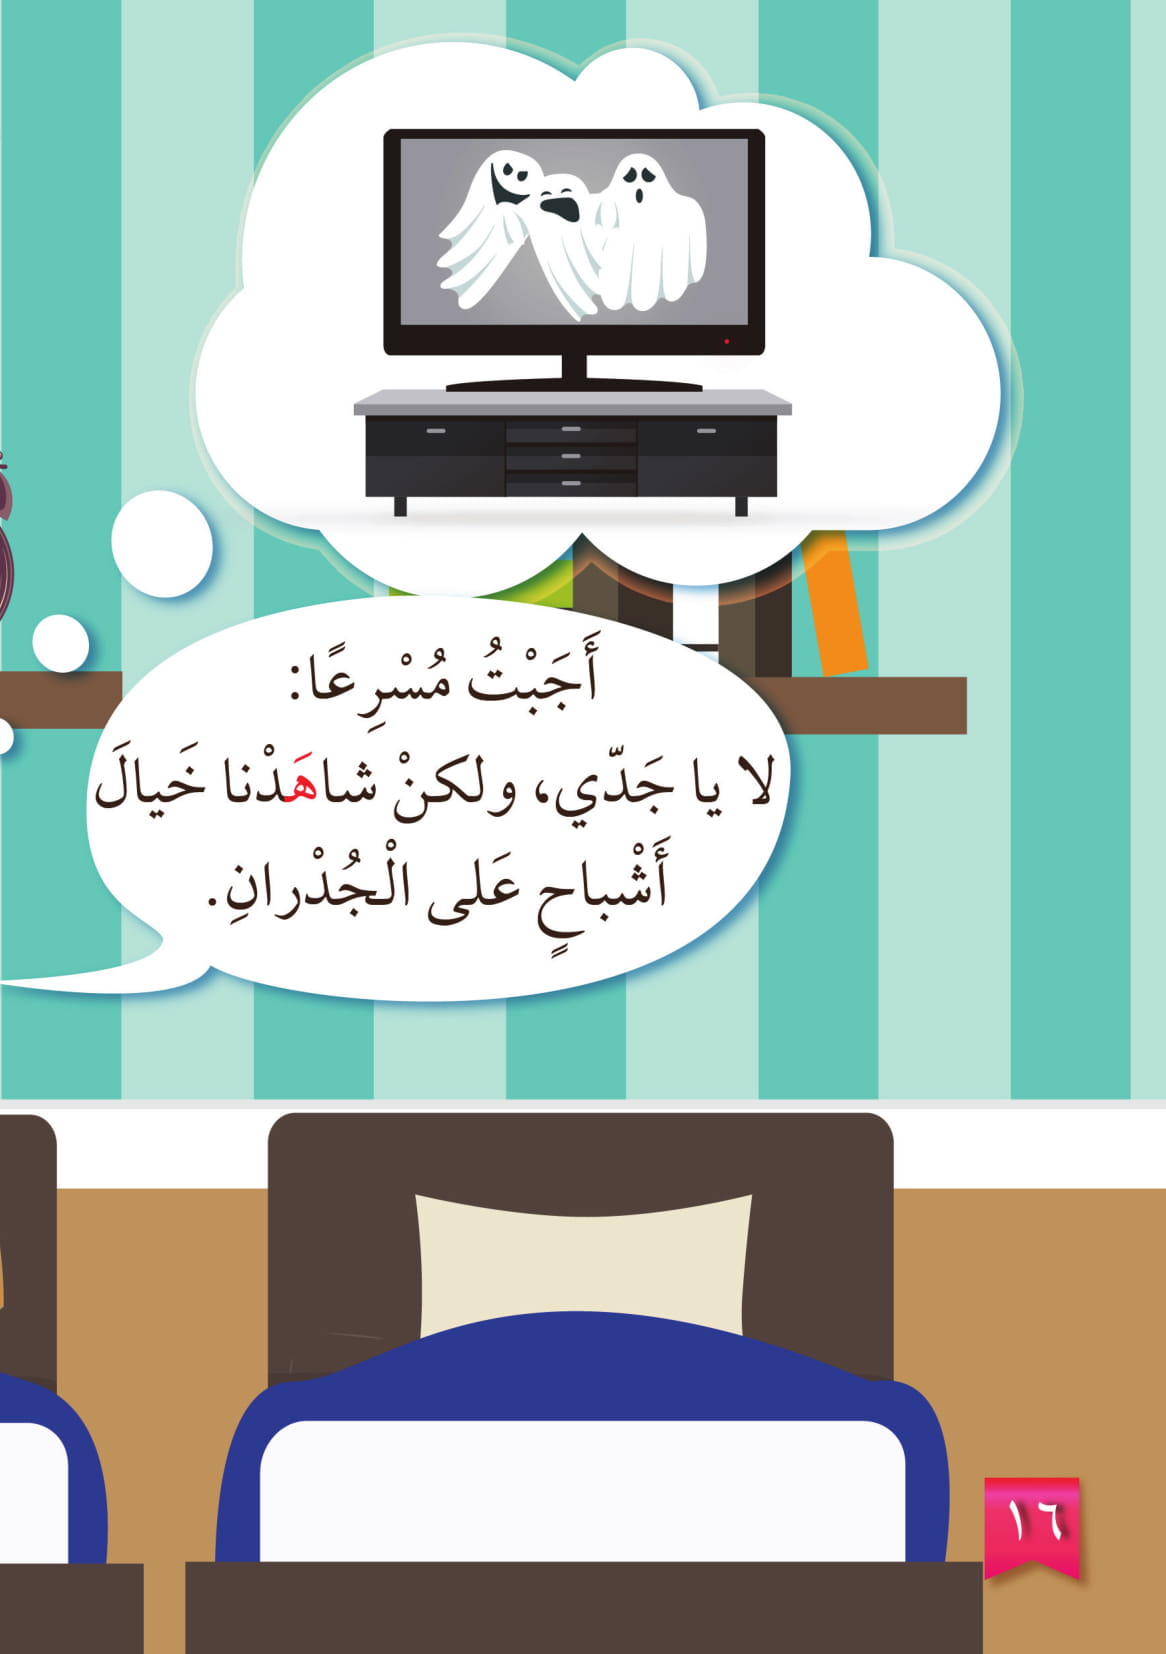 أَجَبْتُ مُسْرِعًا:
لا يا جَدّي، ولكنْ شاهَدْنا خَيالَ
أَشْباحٍ عَلى الْجُدْرانِ.
١٦